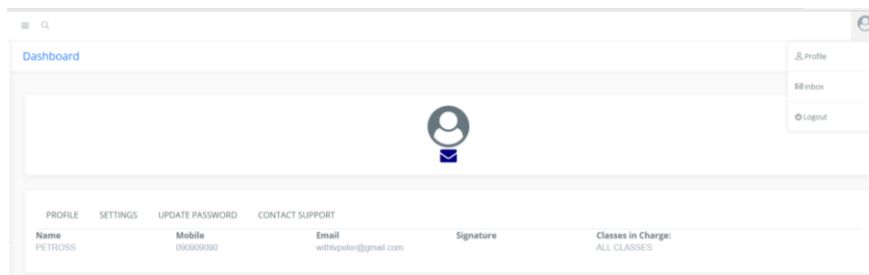 Dashboard
Profile
Inbox
Logout
PROFILE SETTINGS UPDATE PASSWORD CONTACT SUPPORT
Name Mobile Email Signature Classes in Charge:
PETROSS 090909090 withtvpeter@gmail.com ALL CLASSES